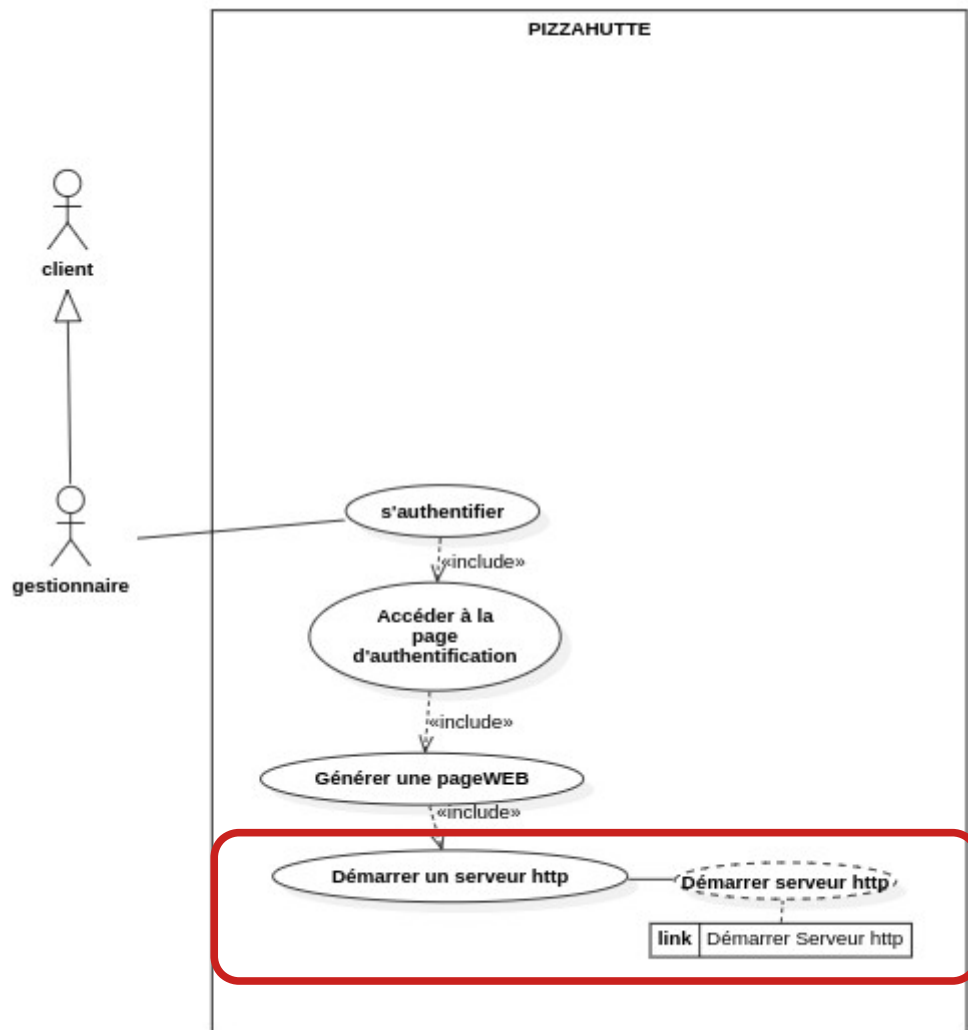 PIZZAHUTTE
client
gestionnaire
s'authentifier
«include»
Accéder à la
page
d'authentification
«include»
Générer une pageWEB
«include»
Démarrer un serveur http
Démarrer serveur http
link Démarrer Serveur http